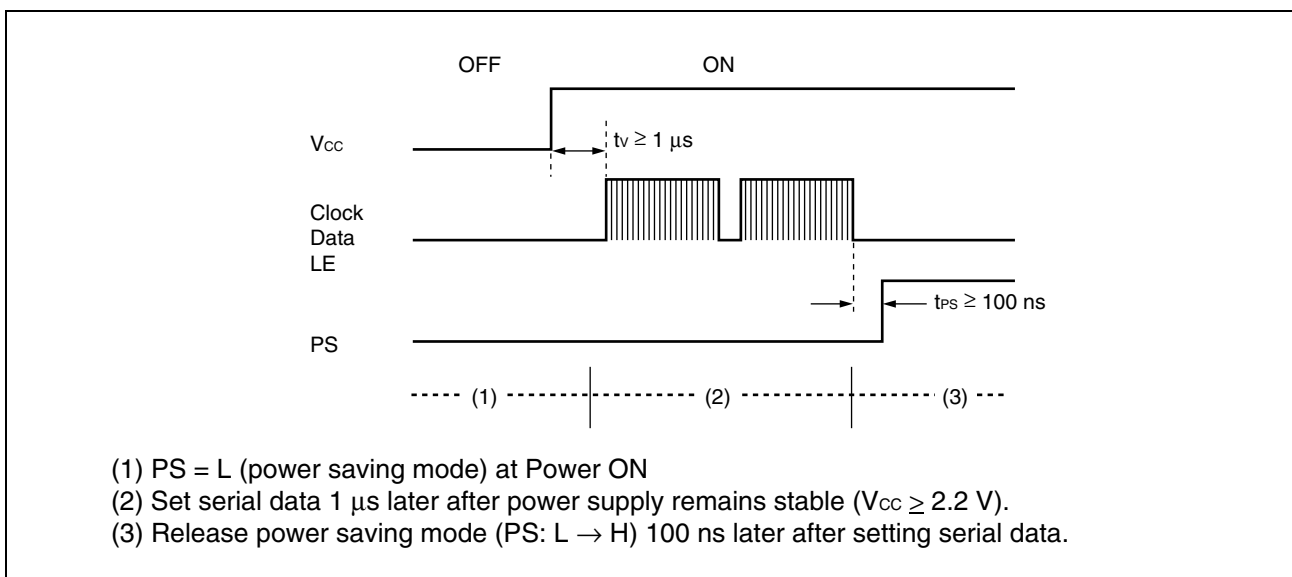 OFF ON
Vcc
tv ≥ 1 μs
Clock
Data
LE
tPS ≥ 100 ns
PS
(1) (2) (3)
(1) PS = L (power saving mode) at Power ON
(2) Set serial data 1 μs later after power supply remains stable (Vcc ≥ 2.2 V).
(3) Release power saving mode (PS: L → H) 100 ns later after setting serial data.